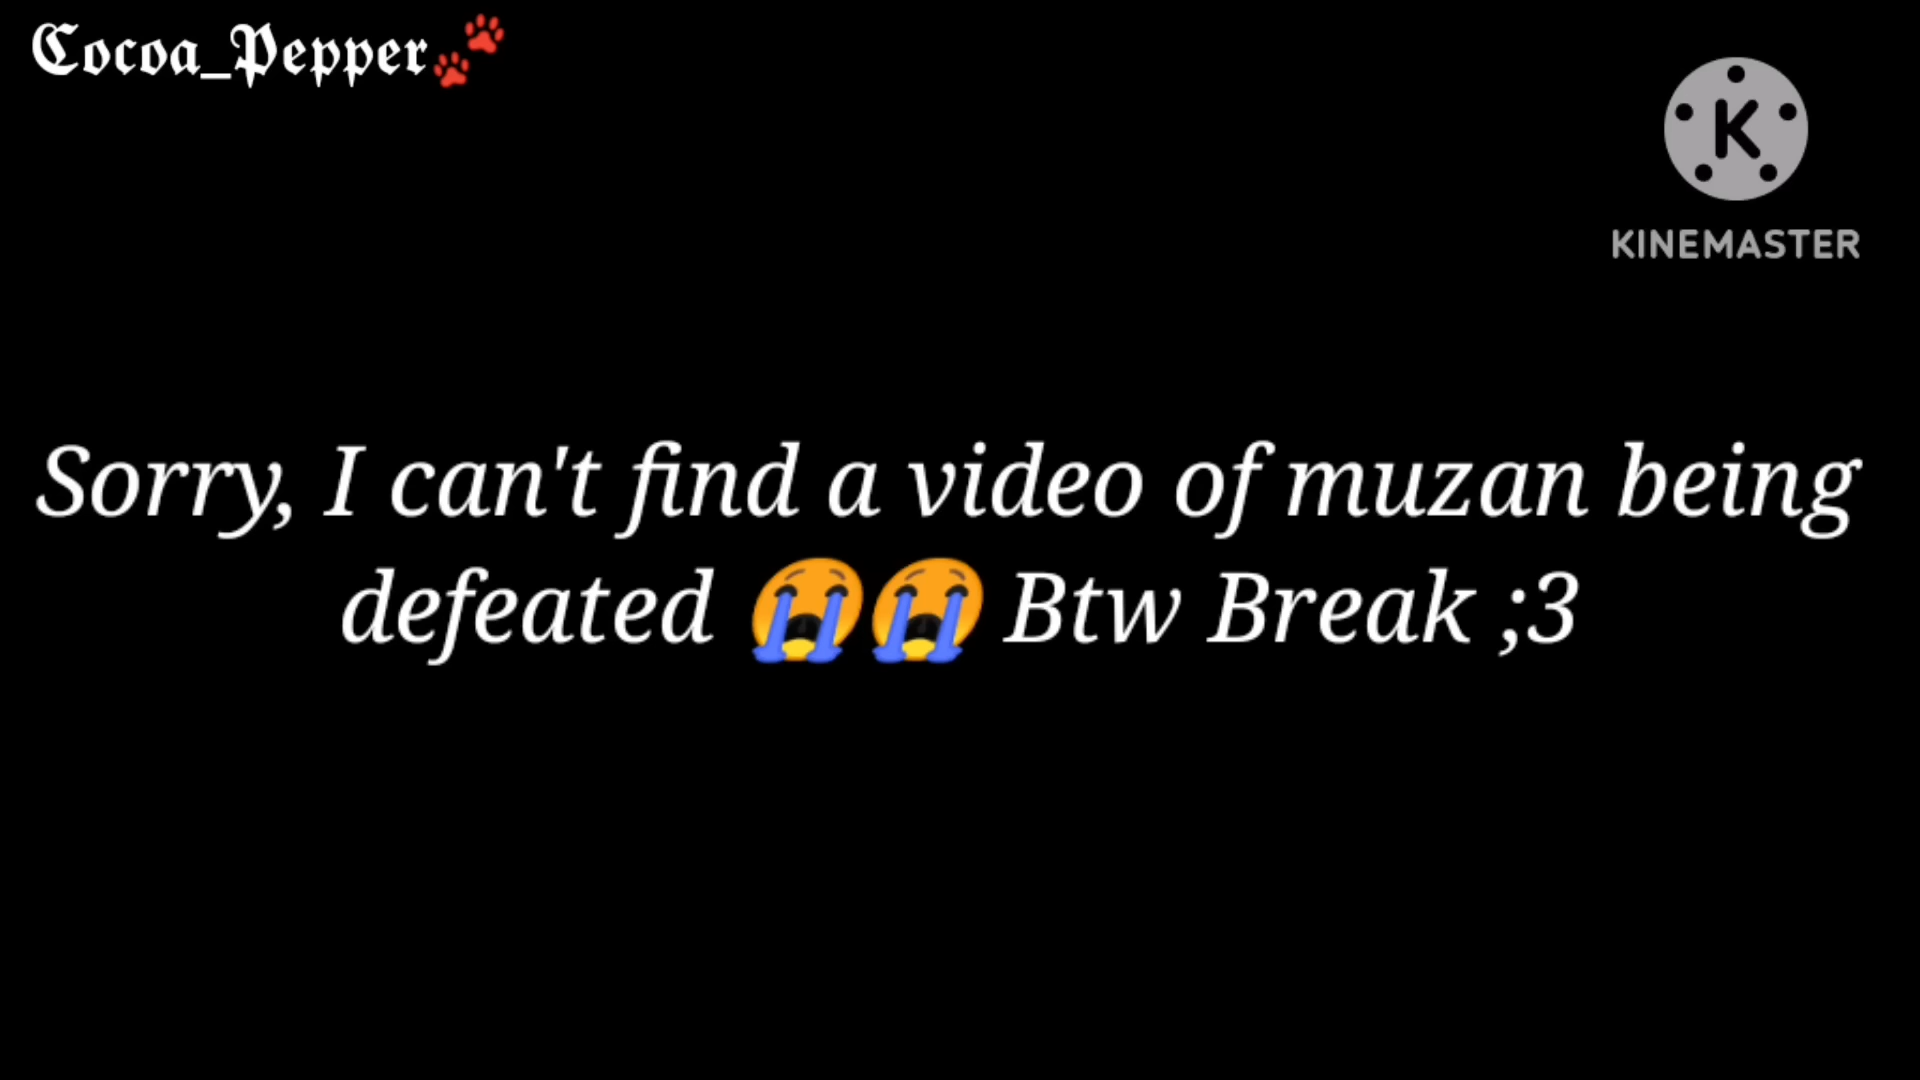 Cocoa_Pepper🐾
K
KINEMASTER
Sorry, I can't find a video of muzan being
defeated 😭😭 Btw Break ;3